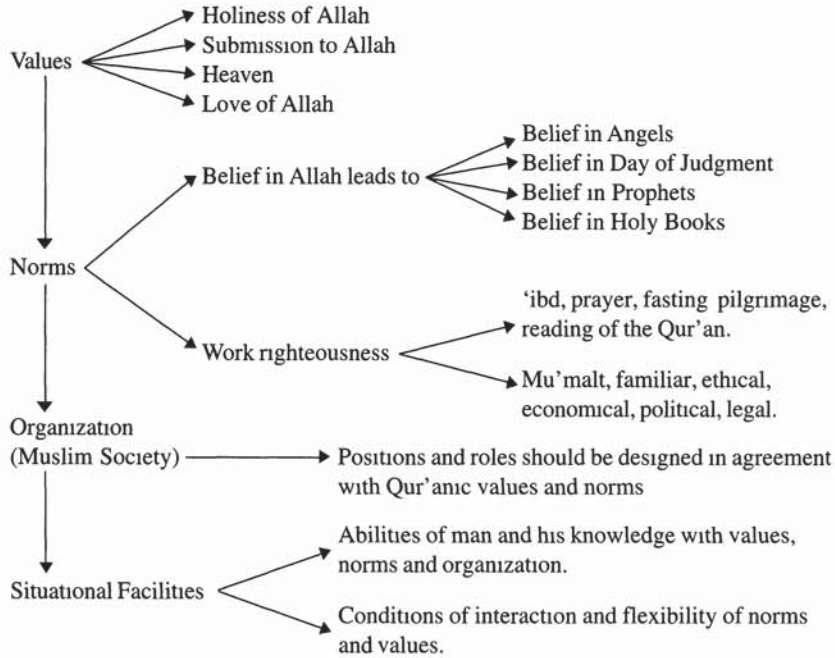 Values
Holiness of Allah
Submission to Allah
Heaven
Love of Allah
Belief in Allah leads to
Belief in Angels
Belief in Day of Judgment
Belief in Prophets
Belief in Holy Books
Norms
Work righteousness
‘ibd, prayer, fasting pilgrimage,
reading of the Qur’an.
Mu’malt, familiar, ethical,
economical, political, legal.
Organization
(Muslim Society)
Positions and roles should be designed in agreement
with Qur’anic values and norms
Situational Facilities
Abilities of man and his knowledge with values,
norms and organization.
Conditions of interaction and flexibility of norms
and values.